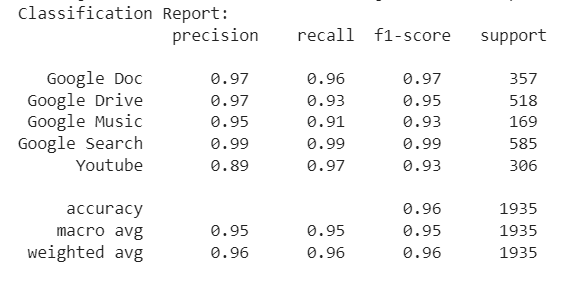 Classification Report:
precision recall f1-score support
Google Doc 0.97 0.96 0.97 357
Google Drive 0.97 0.93 0.95 518
Google Music 0.95 0.91 0.93 169
Google Search 0.99 0.99 0.99 585
Youtube 0.89 0.97 0.93 306
accuracy 0.96 1935
macro avg 0.95 0.95 0.95 1935
weighted avg 0.96 0.96 0.96 1935